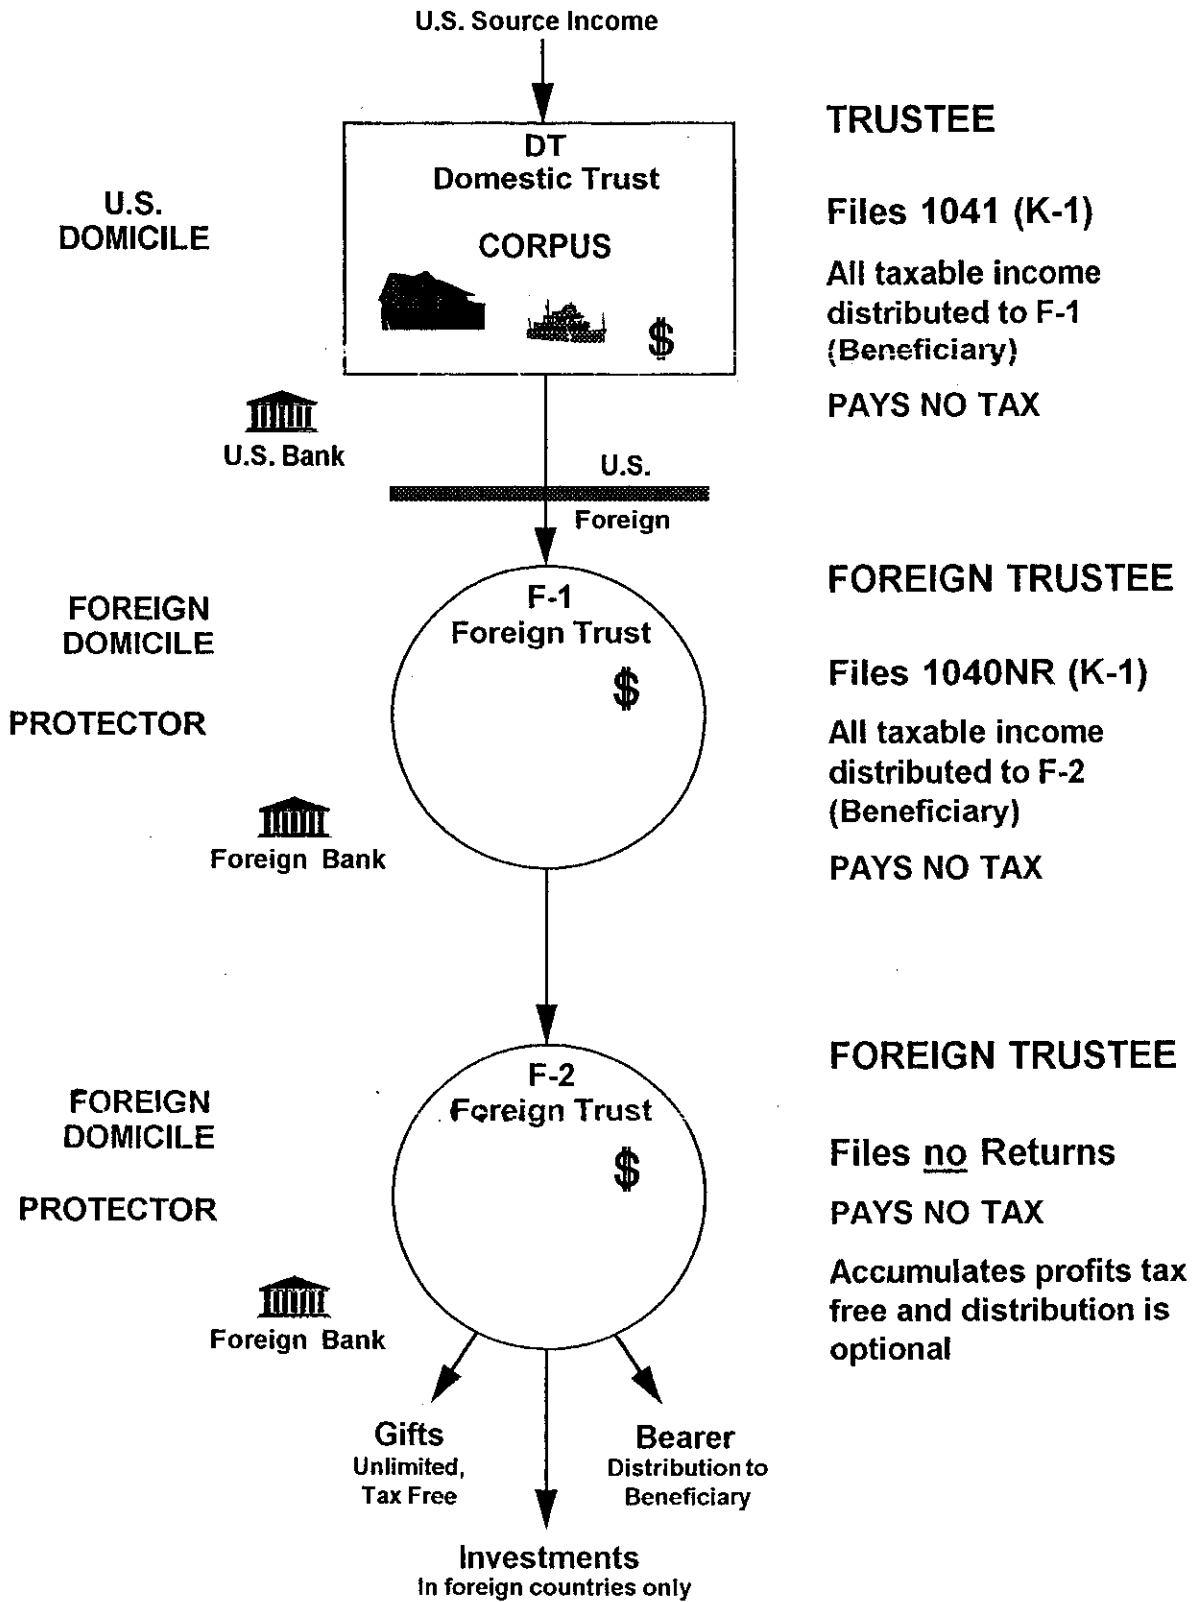 U.S. Source Income
DT
Domestic Trust
CORPUS
$
U.S.
DOMICILE
TRUSTEE
Files 1041 (K-1)
All taxable income
distributed to F-1
(Beneficiary)
PAYS NO TAX
U.S. Bank
U.S.
Foreign
F-1
Foreign Trust
$
FOREIGN
DOMICILE
PROTECTOR
Foreign Bank
FOREIGN TRUSTEE
Files 1040NR (K-1)
All taxable income
distributed to F-2
(Beneficiary)
PAYS NO TAX
F-2
Foreign Trust
$
FOREIGN
DOMICILE
PROTECTOR
Foreign Bank
FOREIGN TRUSTEE
Files no Returns
PAYS NO TAX
Accumulates profits tax
free and distribution is
optional
Gifts
Unlimited,
Tax Free
Bearer
Distribution to
Beneficiary
Investments
In foreign countries only